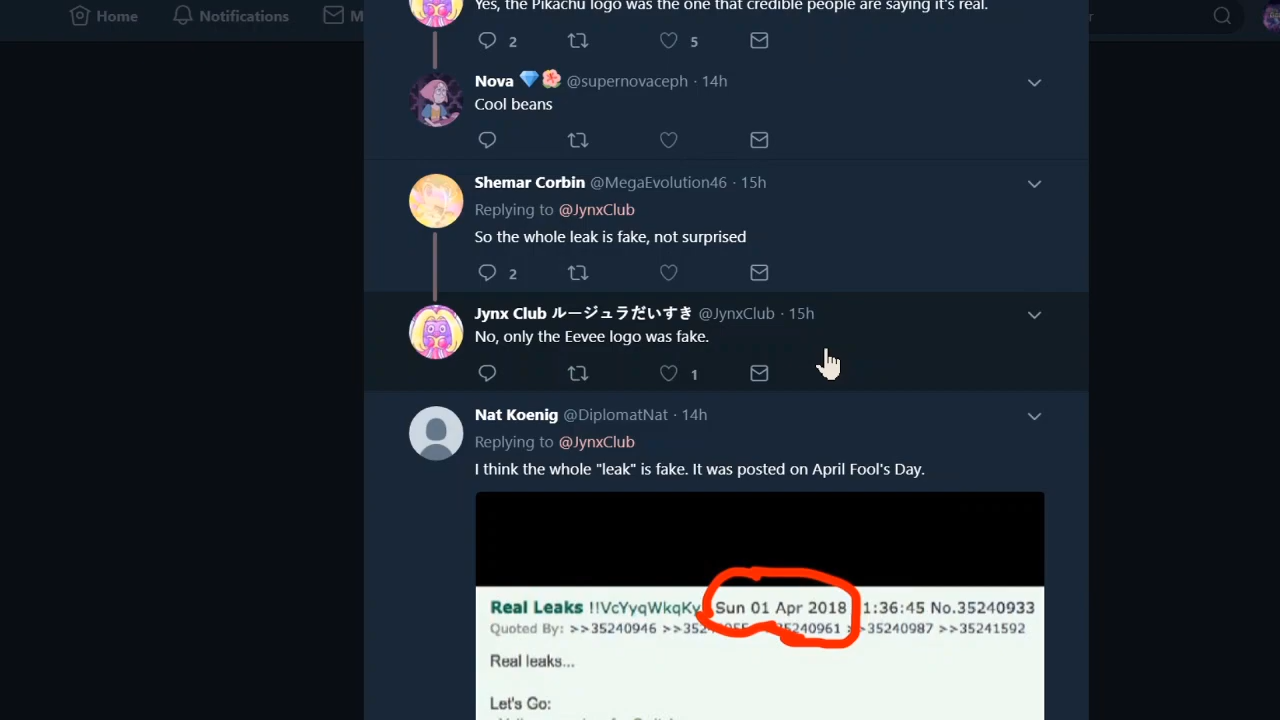 Home
Notifications
M
r
Yes, the Pikachu logo was the one that credible people are saying it's real.
2
5
Nova @supernovaceph · 14h
Cool beans
Shemar Corbin @MegaEvolution46 · 15h
Replying to @JynxClub
So the whole leak is fake, not surprised
2
Jynx Club ルージュラだいすき @JynxClub · 15h
No, only the Eevee logo was fake.
1
Nat Koenig @DiplomatNat · 14h
Replying to @JynxClub
I think the whole "leak" is fake. It was posted on April Fool's Day.
Real Leaks !!VcYyqWkqKv Sun 01 Apr 2018 1:36:45 No.35240933
Quoted By: >>35240946 >>35240961 >>35240987 >>35241592
Real leaks...
Let's Go: